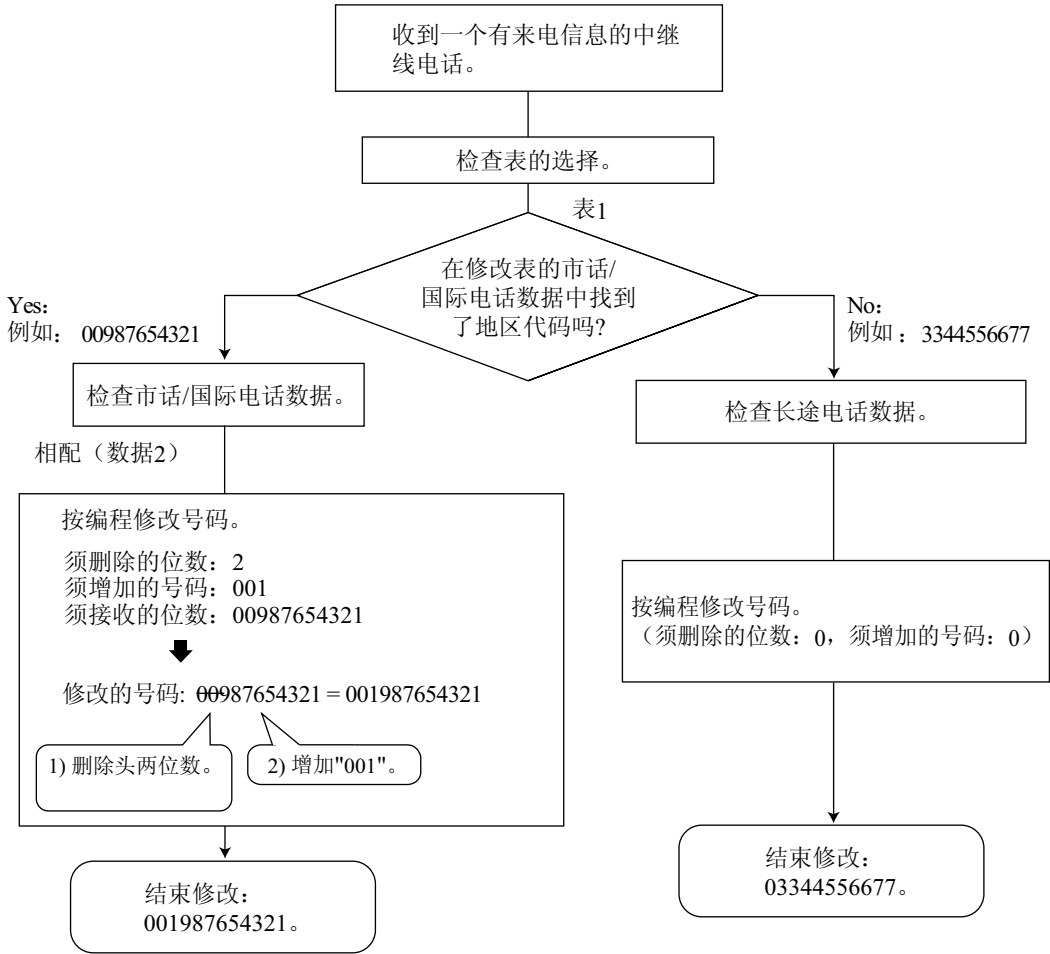 收到一个有来电信息的中继
线电话。
检查表的选择。
表1
在修改表的市话/
国际电话数据中找到
了地区代码吗?
Yes：
例如：00987654321
No：
例如：3344556677
检查市话/国际电话数据。
相配（数据2）
按编程修改号码。
须删除的位数：2
须增加的号码：001
须接收的位数：00987654321
修改的号码: 00987654321 = 001987654321
1) 删除头两位数。
2) 增加"001"。
结束修改：
001987654321。
检查长途电话数据。
按编程修改号码。
（须删除的位数：0，须增加的号码：0）
结束修改：
03344556677。